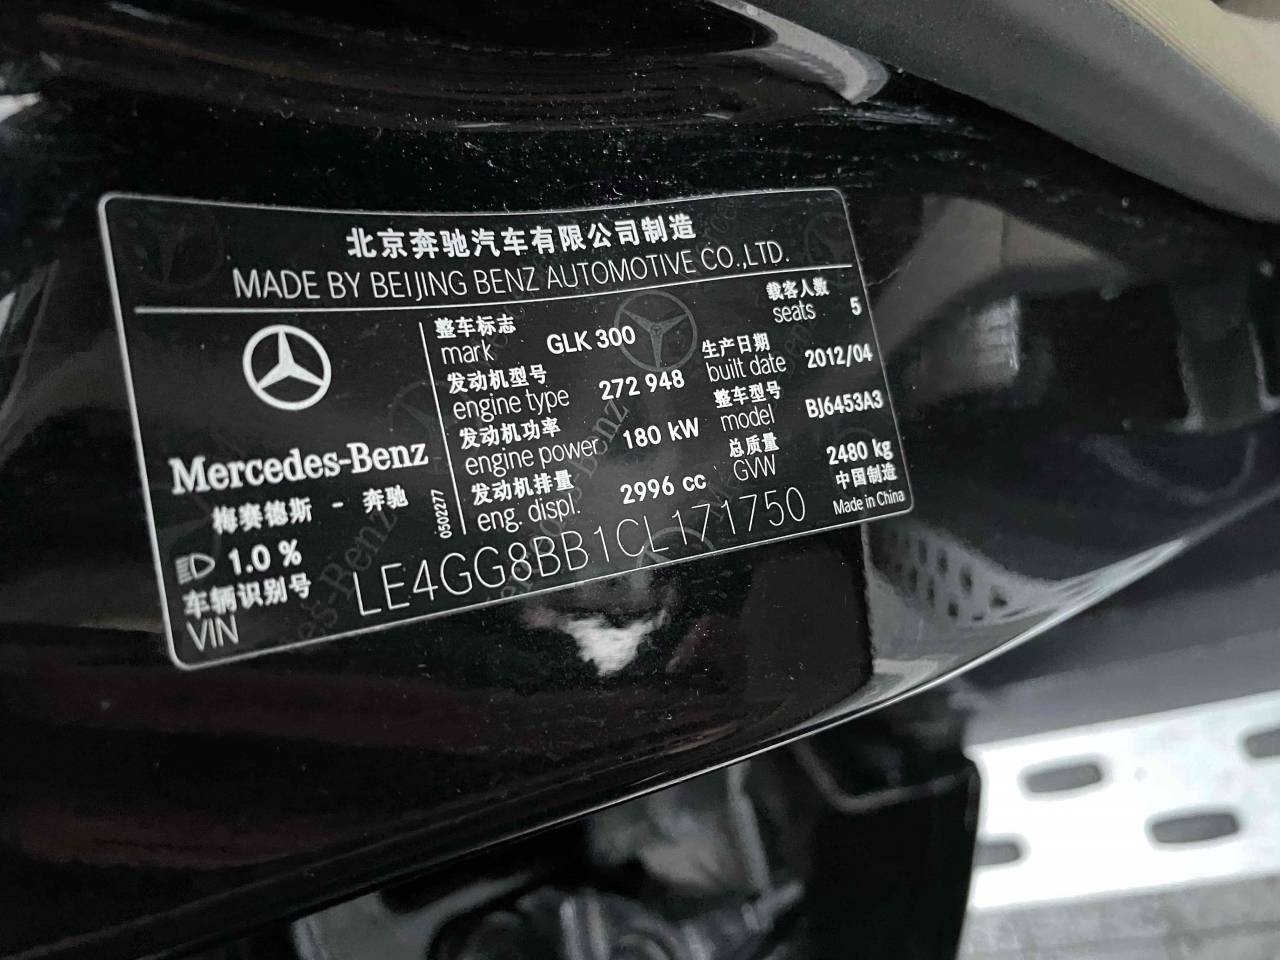 北京奔驰汽车有限公司制造
MADE BY BEIJING BENZ AUTOMOTIVE CO.,LTD.
整车标志
mark
GLK 300
载客人数
seats
5
发动机型号
engine type
272 948
生产日期
built date
2012/04
发动机功率
engine power
180 kW
整车型号
model
BJ6453A3
发动机排量
eng. displ.
2996 cc
总质量
GVW
2480 kg
中国制造
Made in China
Mercedes-Benz
梅赛德斯 - 奔驰
0502277
1.0 %
车辆识别号
VIN
LE4GG8BB1CL171750